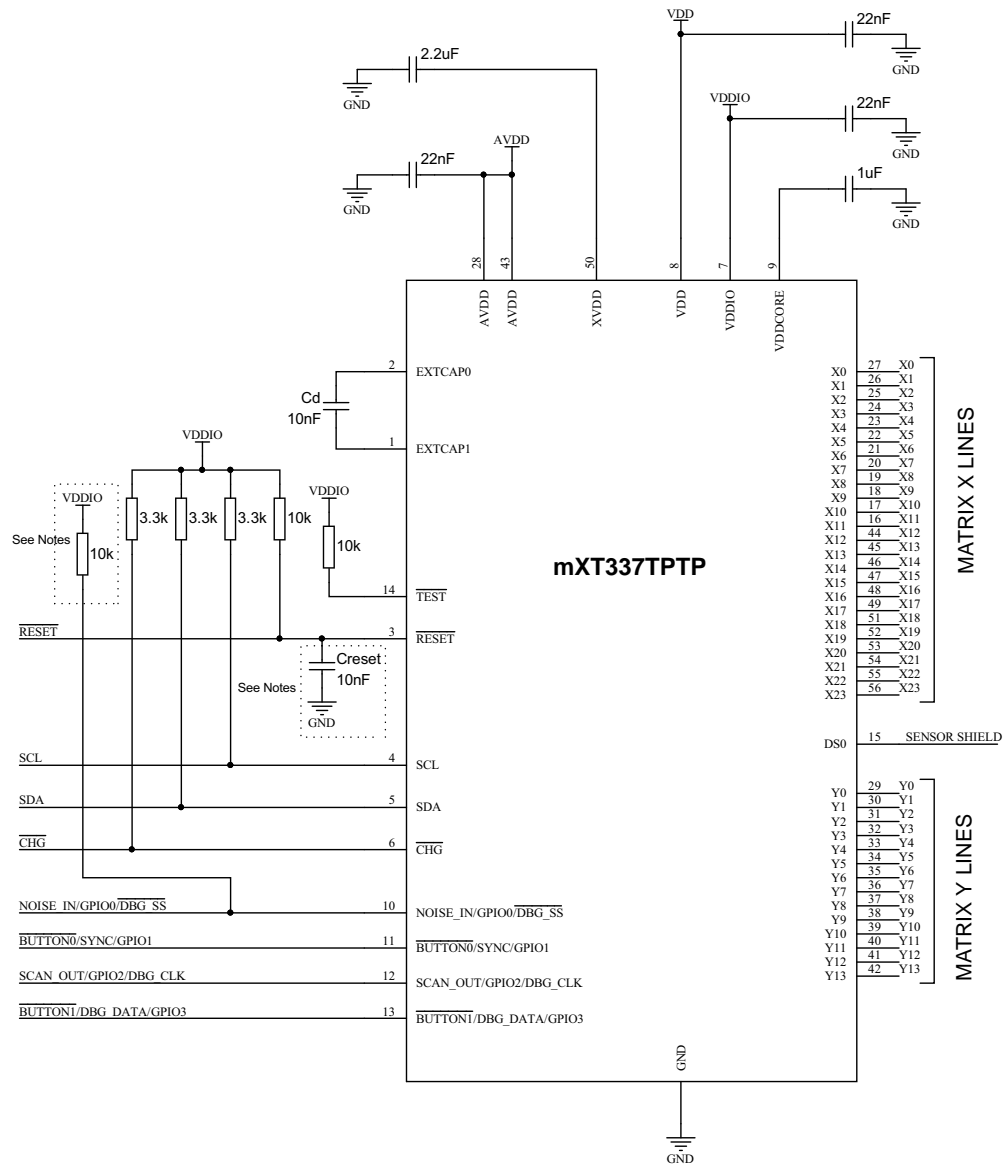 VDD
22nF
GND
2.2uF
GND
VDDIO
22nF
GND
AVDD
22nF
GND
1uF
GND
28
43
50
8
7
9
AVDD
AVDD
XVDD
VDD
VDDIO
VDDCORE
2
EXTCAP0
Cd
10nF
1
EXTCAP1
VDDIO
3.3k
3.3k
3.3k
10k
VDDIO
See Notes
10k
VDDIO
10k
14
TEST
RESET
3
RESET
Creset
10nF
See Notes
GND
SCL
4
SCL
SDA
5
SDA
CHG
6
CHG
NOISE_IN/GPIO0/DBG_SS
10
NOISE_IN/GPIO0/DBG_SS
BUTTON0/SYNC/GPIO1
11
BUTTON0/SYNC/GPIO1
SCAN_OUT/GPIO2/DBG_CLK
12
SCAN_OUT/GPIO2/DBG_CLK
BUTTON1/DBG_DATA/GPIO3
13
BUTTON1/DBG_DATA/GPIO3
mXT337TPTP
X0 27 X0
X1 26 X1
X2 25 X2
X3 24 X3
X4 23 X4
X5 22 X5
X6 21 X6
X7 20 X7
X8 19 X8
X9 18 X9
X10 17 X10
X11 16 X11
X12 44 X12
X13 45 X13
X14 46 X14
X15 47 X15
X16 48 X16
X17 49 X17
X18 51 X18
X19 52 X19
X20 53 X20
X21 54 X21
X22 55 X22
X23 56 X23
MATRIX X LINES
DS0 15 SENSOR SHIELD
Y0 29 Y0
Y1 30 Y1
Y2 31 Y2
Y3 32 Y3
Y4 33 Y4
Y5 34 Y5
Y6 35 Y6
Y7 36 Y7
Y8 37 Y8
Y9 38 Y9
Y10 39 Y10
Y11 40 Y11
Y12 41 Y12
Y13 42 Y13
MATRIX Y LINES
GND
GND